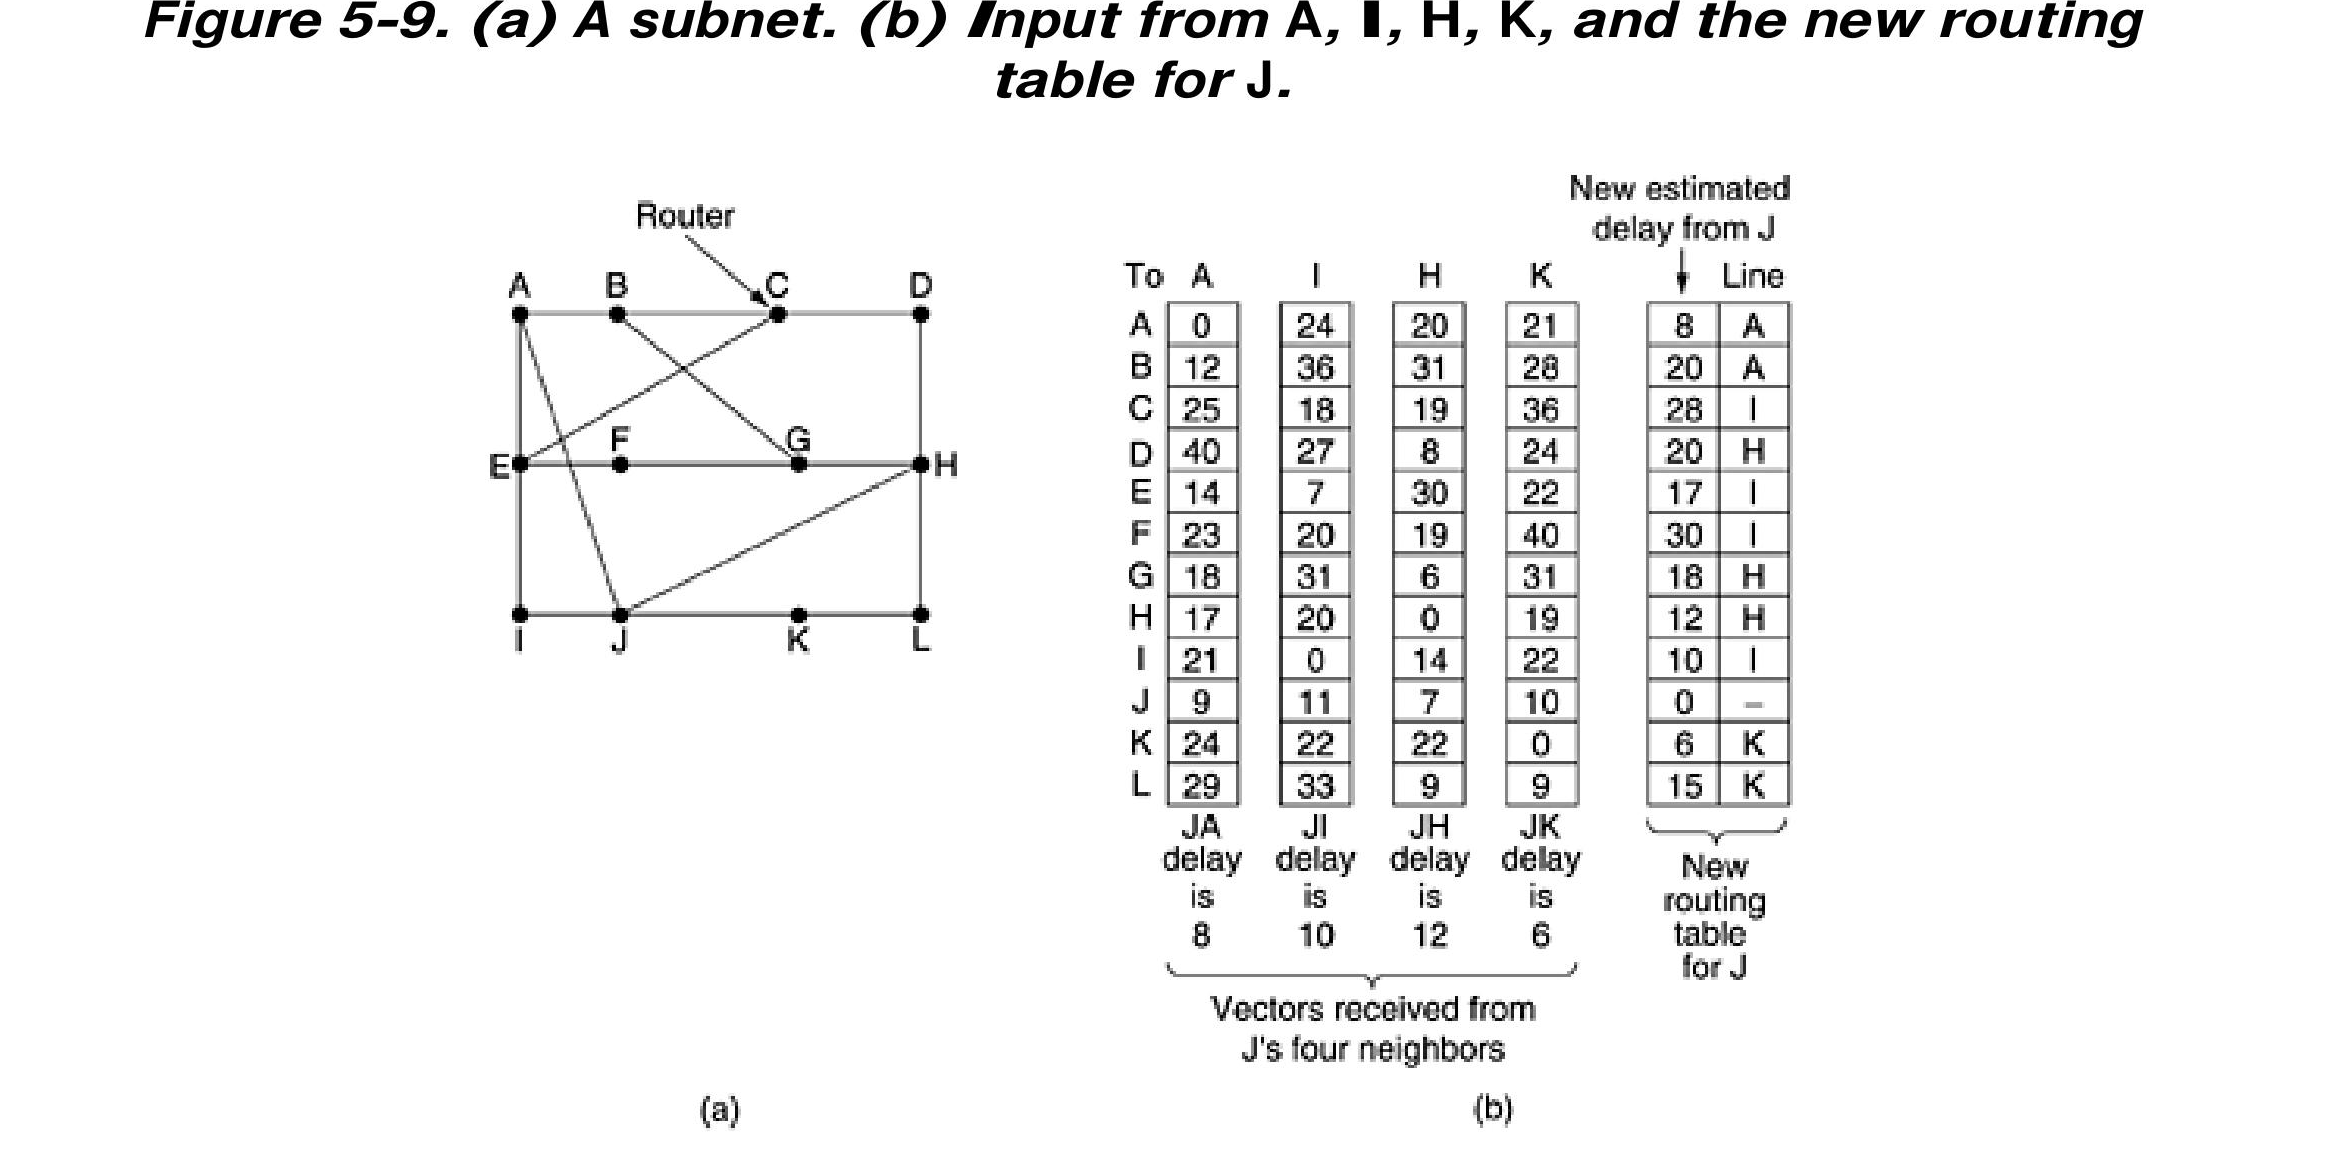 Figure 5-9. (a) A subnet. (b) Input from A, I, H, K, and the new routing
table for J.
Router
A B C D
E F G H
I J K L
(a)
New estimated
delay from J
To A I H K Line
A 0 24 20 21 8 A
B 12 36 31 28 20 A
C 25 18 19 36 28 I
D 40 27 8 24 20 H
E 14 7 30 22 17 I
F 23 20 19 40 30 I
G 18 31 6 31 18 H
H 17 20 0 19 12 H
I 21 0 14 22 10 I
J 9 11 7 10 0 –
K 24 22 22 0 6 K
L 29 33 9 9 15 K
JA JI JH JK
delay delay delay delay
is is is is
8 10 12 6
New
routing
table
for J
Vectors received from
J's four neighbors
(b)